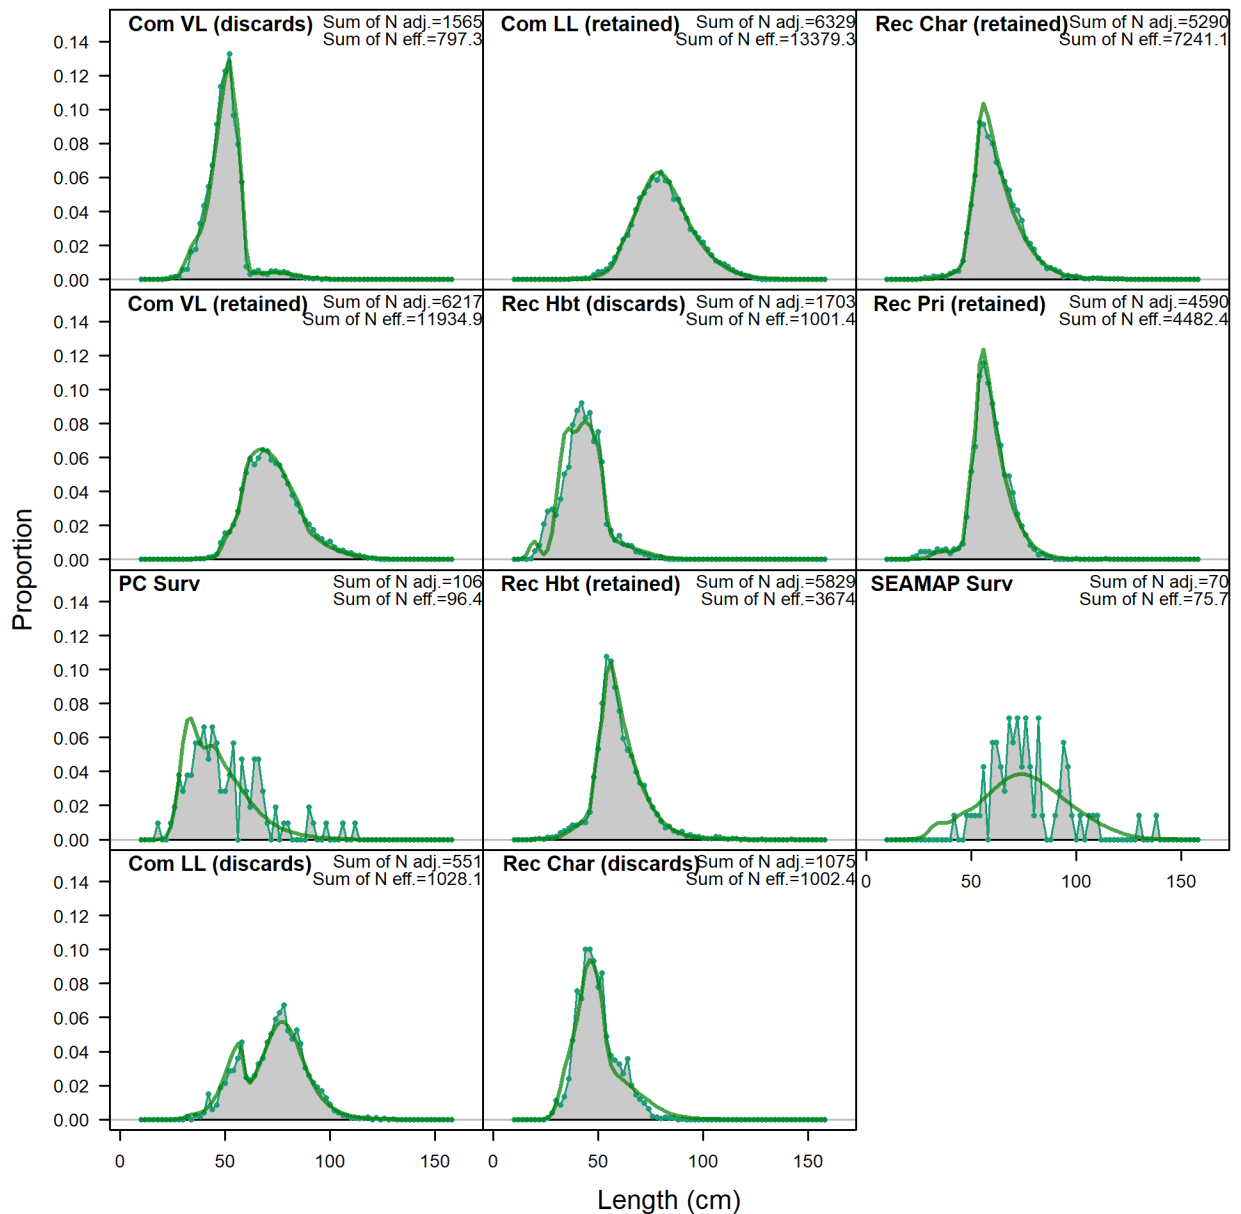 Com VL (discards)
Sum of N adj.=1565
Sum of N eff.=797.3
Com LL (retained)
Sum of N adj.=6329
Sum of N eff.=13379.3
Rec Char (retained)
Sum of N adj.=5290
Sum of N eff.=7241.1
0.14
0.12
0.10
0.08
0.06
0.04
0.02
0.00
Com VL (retained)
Sum of N adj.=6217
Sum of N eff.=11934.9
Rec Hbt (discards)
Sum of N adj.=1703
Sum of N eff.=1001.4
Rec Pri (retained)
Sum of N adj.=4590
Sum of N eff.=4482.4
0.14
0.12
0.10
0.08
0.06
0.04
0.02
0.00
PC Surv
Sum of N adj.=106
Sum of N eff.=96.4
Rec Hbt (retained)
Sum of N adj.=5829
Sum of N eff.=3674
SEAMAP Surv
Sum of N adj.=70
Sum of N eff.=75.7
0.14
0.12
0.10
0.08
0.06
0.04
0.02
0.00
0 50 100 150
Com LL (discards)
Sum of N adj.=551
Sum of N eff.=1028.1
Rec Char (discards)
Sum of N adj.=1075
Sum of N eff.=1002.4
0.14
0.12
0.10
0.08
0.06
0.04
0.02
0.00
0 50 100 150
0 50 100 150
Proportion
Length (cm)